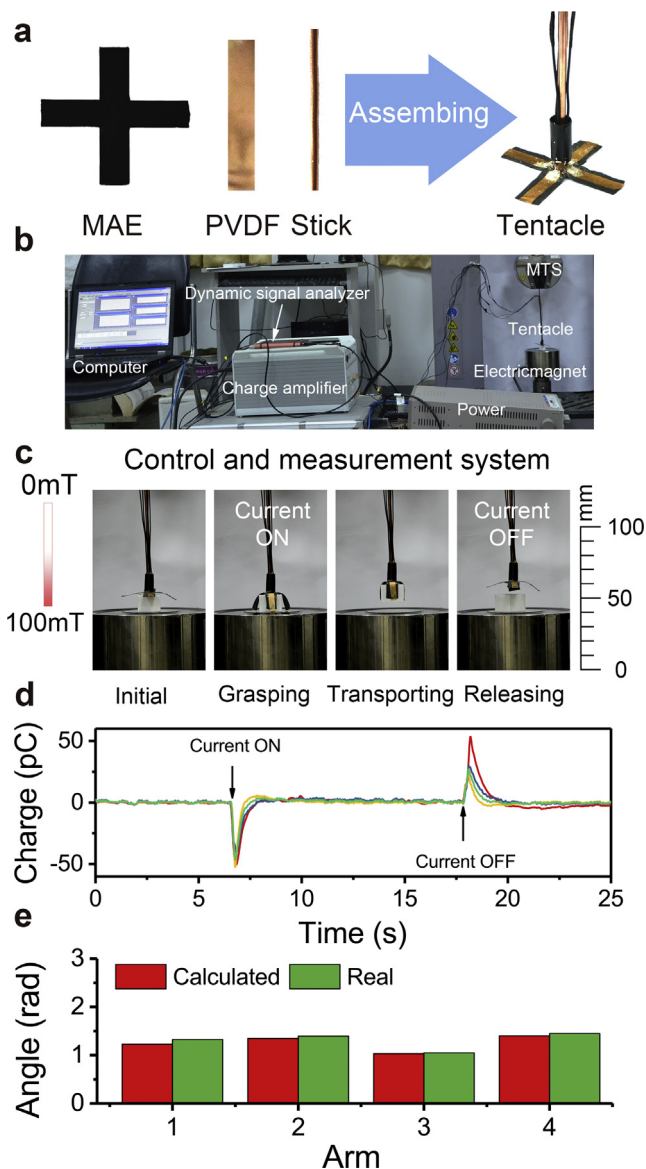 a
Assembing
MAE
PVDF
Stick
Tentacle
b
MTS
Dynamic signal analyzer
Tentacle
Computer
Electricmagnet
Charge amplifier
Power
c
Control and measurement system
0mT
100mT
Current
ON
Current
OFF
mm
100
50
0
Initial
Grasping
Transporting
Releasing
d
Charge (pC)
50
0
-50
Current ON
Current OFF
0
5
10
15
20
25
Time (s)
e
Angle (rad)
3
2
1
0
Calculated
Real
1
2
3
4
Arm